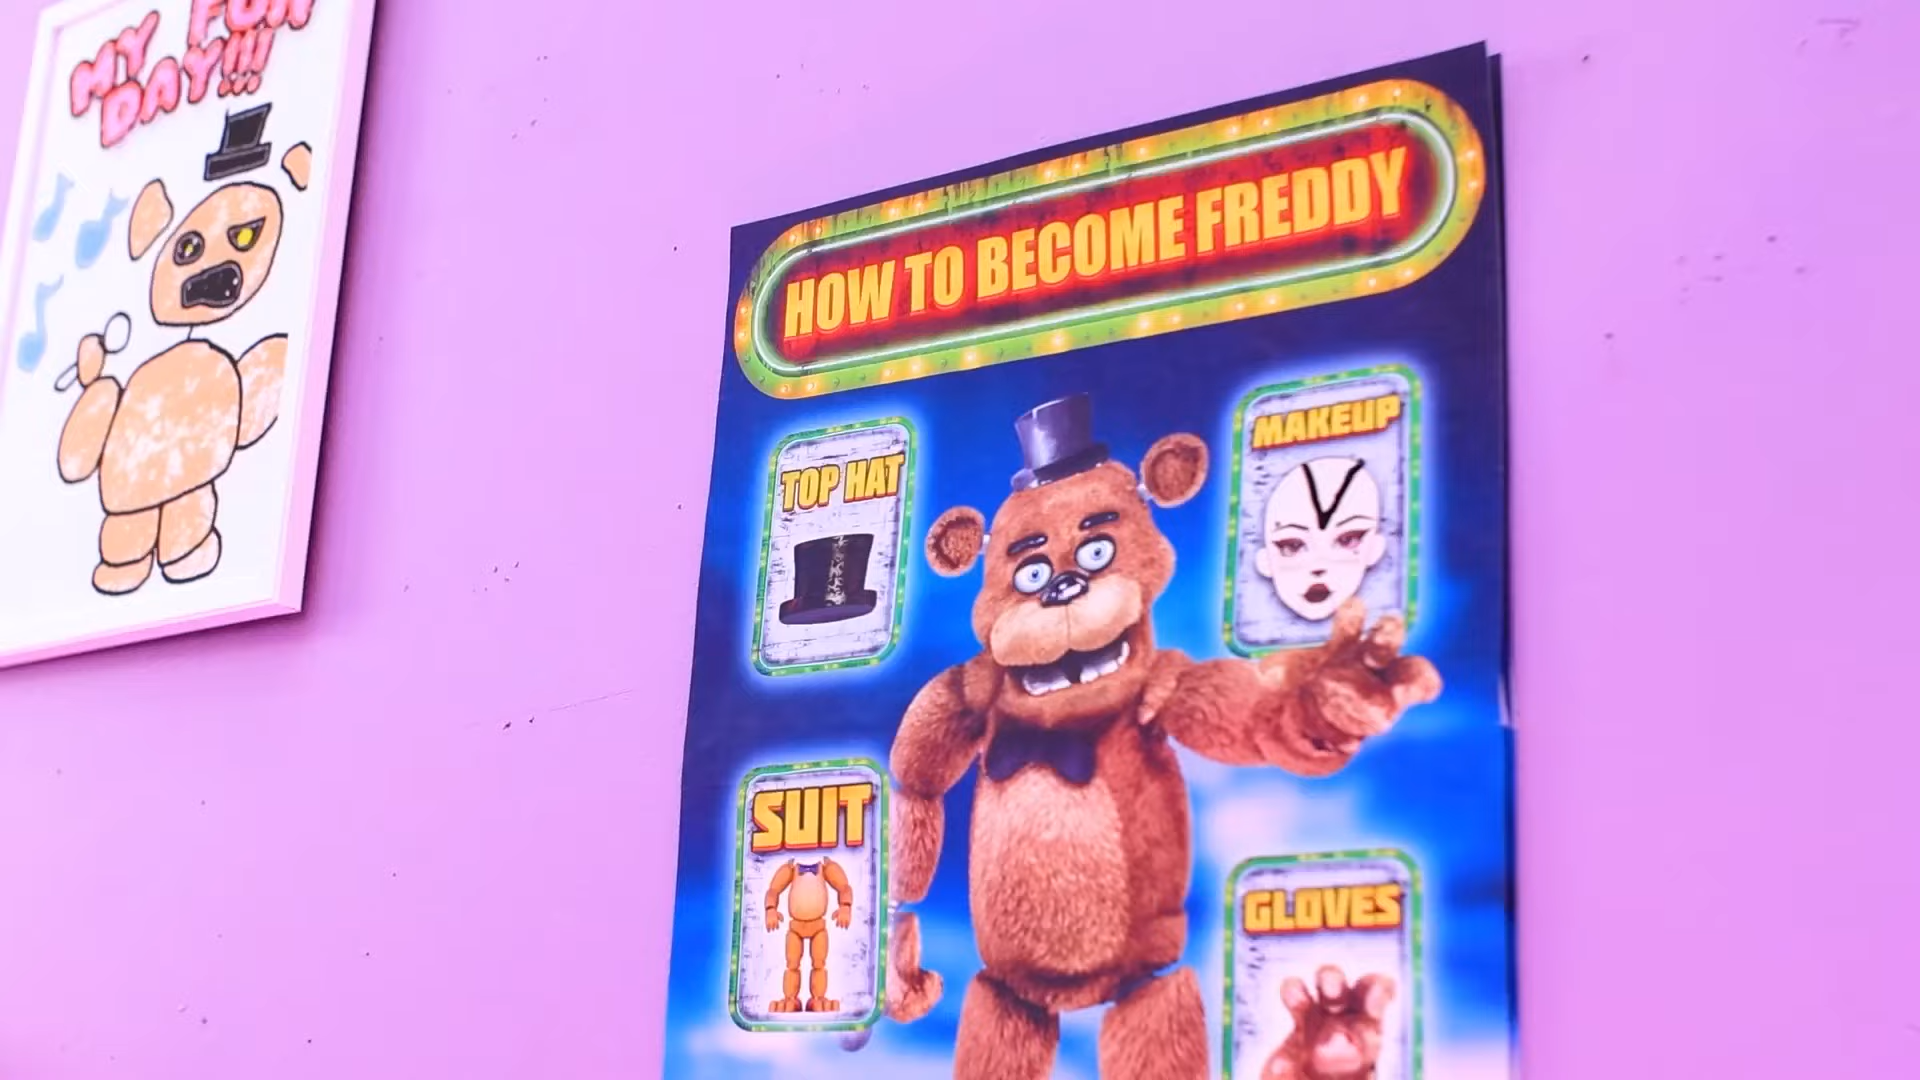 MY FUN
DAY!!!
HOW TO BECOME FREDDY
TOP HAT
MAKEUP
SUIT
GLOVES